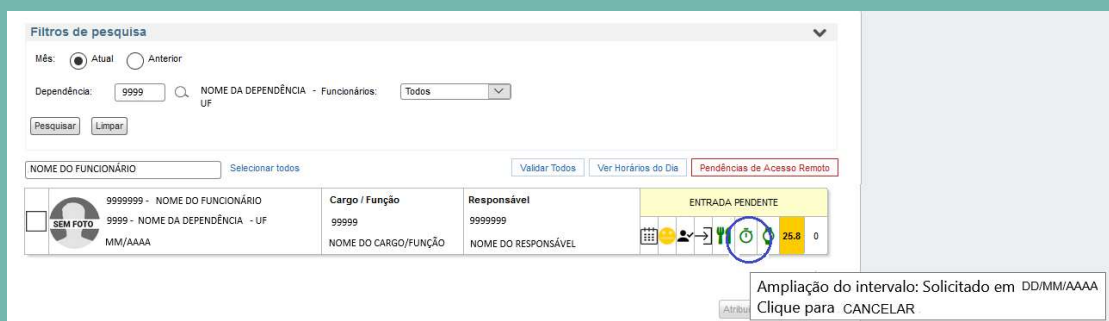 Filtros de pesquisa
Mês: Atual Anterior
Dependência: 9999 NOME DA DEPENDÊNCIA - UF Funcionários: Todos
Pesquisar Limpar
NOME DO FUNCIONÁRIO Selecionar todos Validar Todos Ver Horários do Dia Pendências de Acesso Remoto
9999999 - NOME DO FUNCIONÁRIO Cargo / Função Responsável ENTRADA PENDENTE
SEM FOTO 9999 - NOME DA DEPENDÊNCIA - UF 99999 9999999
MM/AAAA NOME DO CARGO/FUNÇÃO NOME DO RESPONSÁVEL 25.8 0
Ampliação do intervalo: Solicitado em DD/MM/AAAA
Clique para CANCELAR